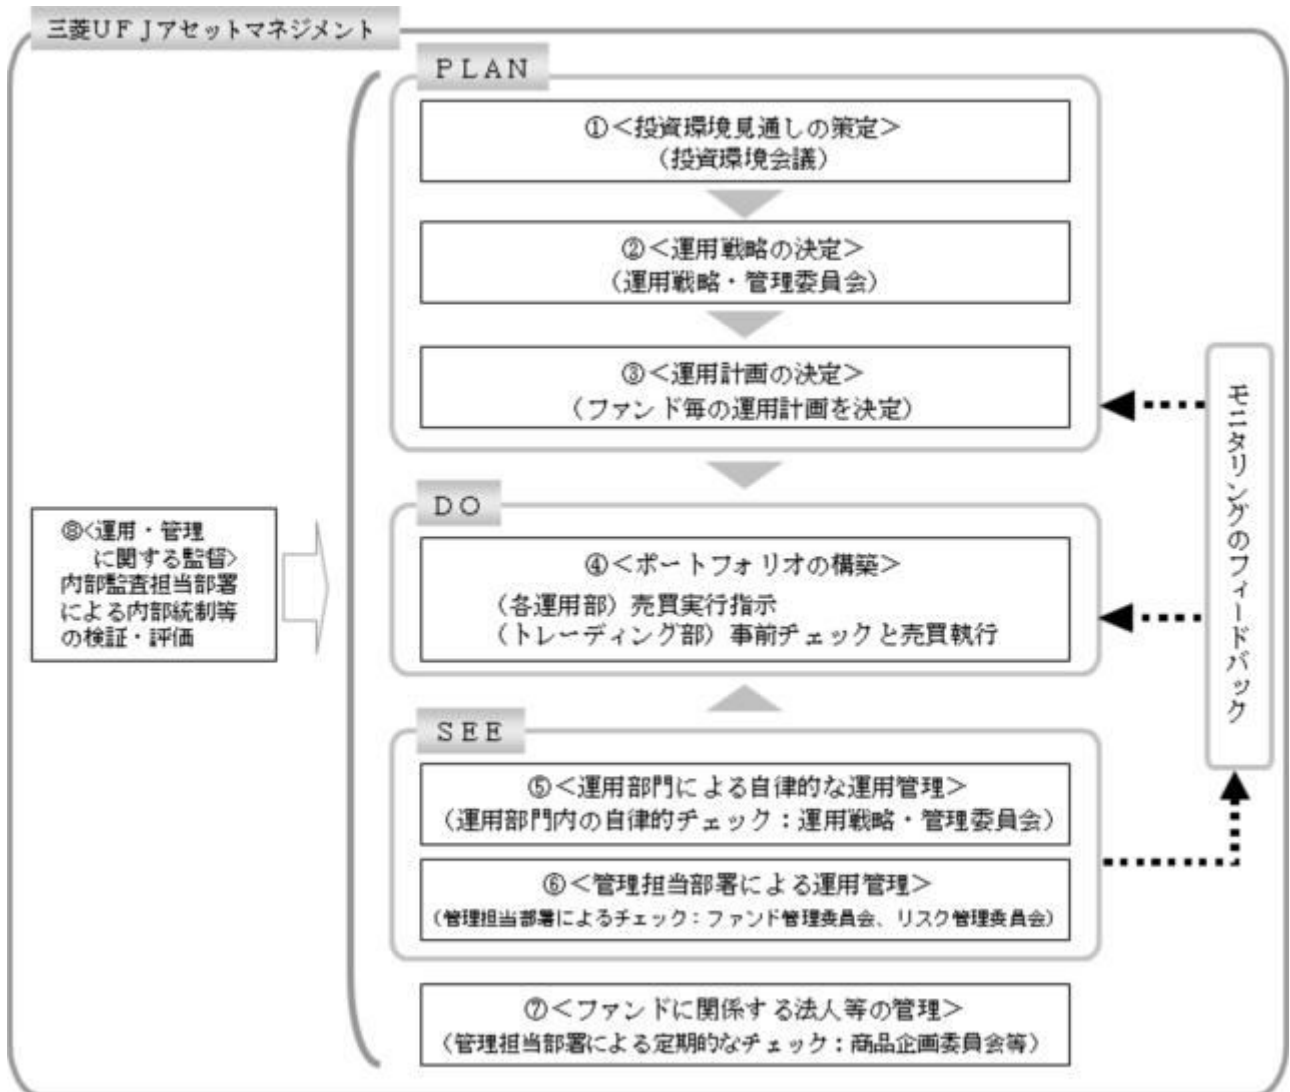 三菱ＵＦＪアセットマネジメント
ＰＬＡＮ
①＜投資環境見通しの策定＞
（投資環境会議）
②＜運用戦略の決定＞
（運用戦略・管理委員会）
③＜運用計画の決定＞
（ファンド毎の運用計画を決定）
ＤＯ
④＜ポートフォリオの構築＞
（各運用部）売買実行指示
（トレーディング部）事前チェックと売買執行
ＳＥＥ
⑤＜運用部門による自律的な運用管理＞
（運用部門内の自律的チェック：運用戦略・管理委員会）
⑥＜管理担当部署による運用管理＞
（管理担当部署によるチェック：ファンド管理委員会、リスク管理委員会）
⑦＜ファンドに関係する法人等の管理＞
（管理担当部署による定期的なチェック：商品企画委員会等）
⑧<運用・管理
に関する監督>
内部監査担当部署
による内部統制等
の検証・評価
モニタリングのフィードバック